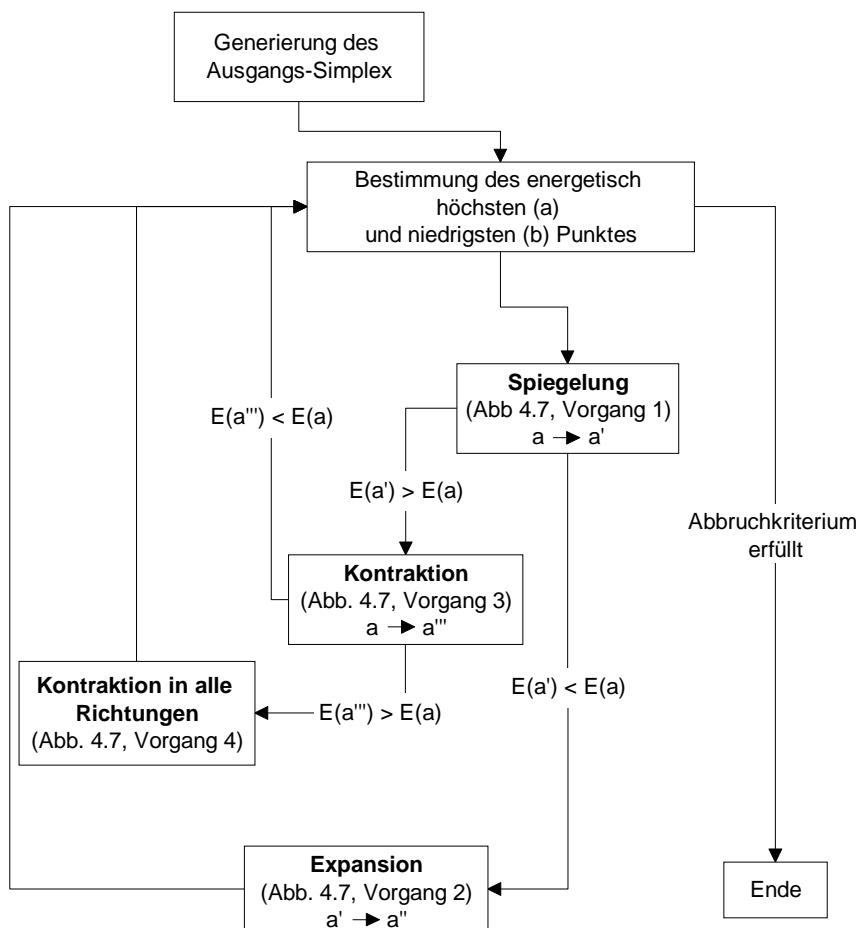 Generierung des
Ausgangs-Simplex
Bestimmung des energetisch
höchsten (a)
und niedrigsten (b) Punktes
Spiegelung
(Abb 4.7, Vorgang 1)
a → a'
E(a''') < E(a)
E(a') > E(a)
Abbruchkriterium
erfüllt
Kontraktion
(Abb. 4.7, Vorgang 3)
a → a'''
Kontraktion in alle
Richtungen
(Abb. 4.7, Vorgang 4)
E(a''') > E(a)
E(a') < E(a)
Expansion
(Abb. 4.7, Vorgang 2)
a' → a''
Ende